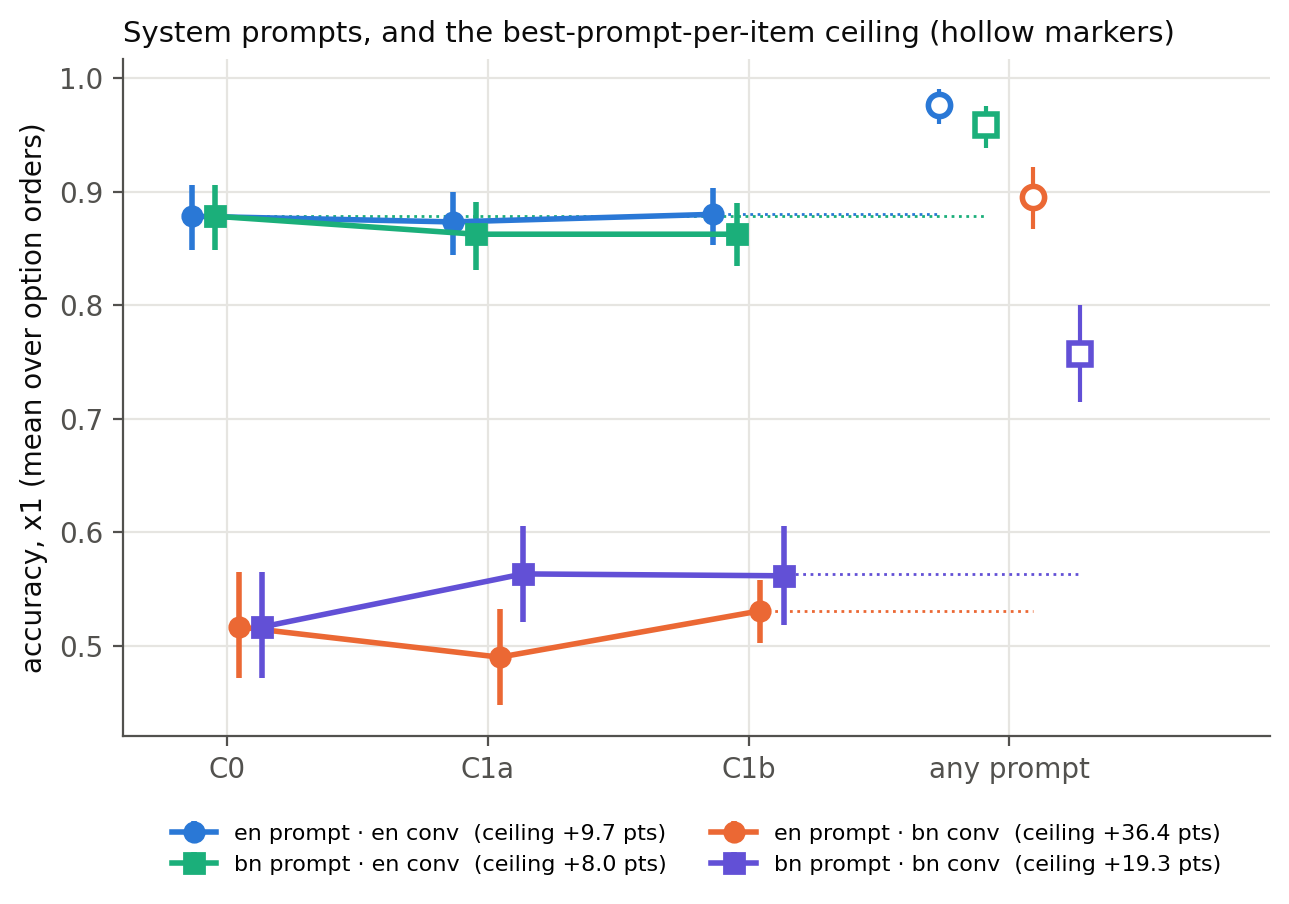 System prompts, and the best-prompt-per-item ceiling (hollow markers)
accuracy, x1 (mean over option orders)
1.0
0.9
0.8
0.7
0.6
0.5
C0 C1a C1b any prompt
en prompt · en conv (ceiling +9.7 pts) en prompt · bn conv (ceiling +36.4 pts)
bn prompt · en conv (ceiling +8.0 pts) bn prompt · bn conv (ceiling +19.3 pts)